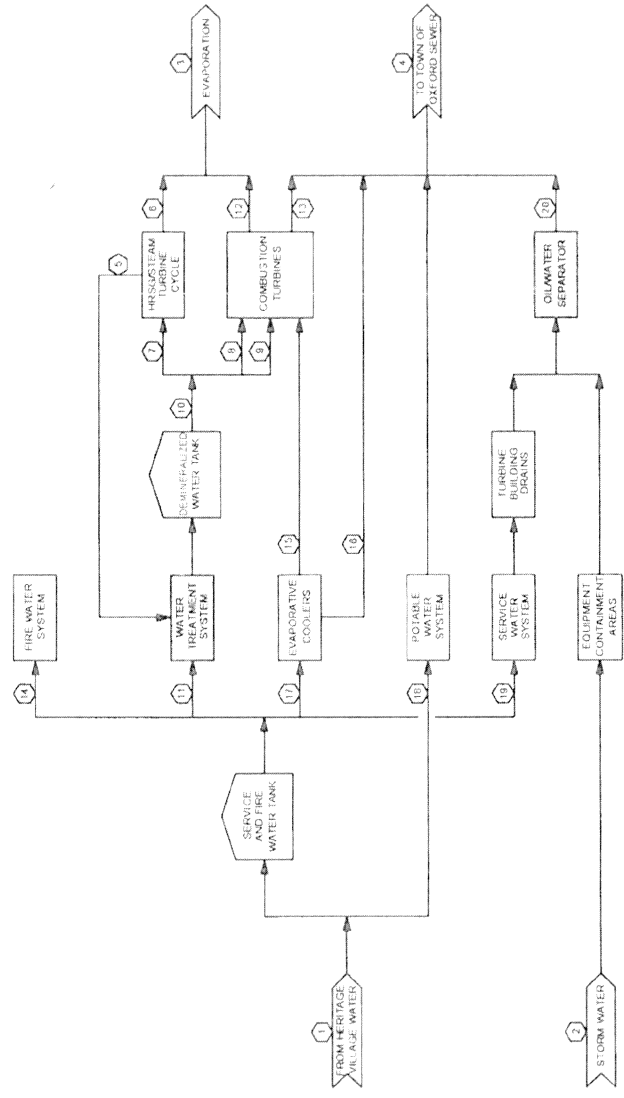 1
FROM HERITAGE
VILLAGE WATER
2
STORM WATER
SERVICE
AND FIRE
WATER TANK
14
11
17
18
19
FIRE WATER
SYSTEM
WATER
TREATMENT
SYSTEM
EVAPORATIVE
COOLERS
POTABLE
WATER
SYSTEM
SERVICE
WATER
SYSTEM
EQUIPMENT
CONTAINMENT
AREAS
15
16
DEMINERALIZED
WATER TANK
TURBINE
BUILDING
DRAINS
10
7
8
9
5
HRSG/STEAM
TURBINE
CYCLE
COMBUSTION
TURBINES
OIL/WATER
SEPARATOR
6
12
13
20
3
EVAPORATION
4
TO TOWN OF
OXFORD SEWER